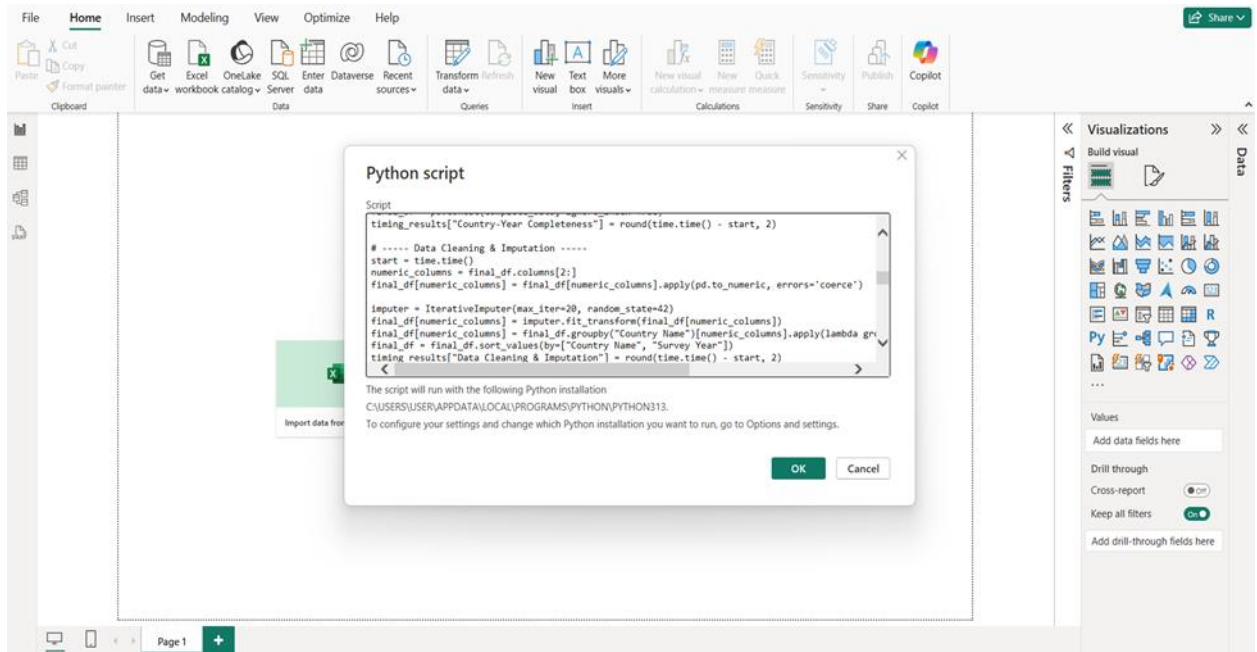 File Home Insert Modeling View Optimize Help
Share
Paste
Cut
Copy
Format painter
Clipboard
Get data
Excel workbook
OneLake catalog
SQL Server
Enter data
Dataverse
Recent sources
Data
Transform data
Refresh
Queries
New visual
Text box
More visuals
Insert
New visual calculation
New measure
Quick measure
Calculations
Sensitivity
Sensitivity
Publish
Share
Copilot
Copilot
Python script
Script
timing_results["Country-Year Completeness"] = round(time.time() - start, 2)
# ----- Data Cleaning & Imputation -----
start = time.time()
numeric_columns = final_df.columns[2:]
final_df[numeric_columns] = final_df[numeric_columns].apply(pd.to_numeric, errors='coerce')
imputer = IterativeImputer(max_iter=20, random_state=42)
final_df[numeric_columns] = imputer.fit_transform(final_df[numeric_columns])
final_df[numeric_columns] = final_df.groupby("Country Name")[numeric_columns].apply(lambda gr
final_df = final_df.sort_values(by=["Country Name", "Survey Year"])
timing_results["Data Cleaning & Imputation"] = round(time.time() - start, 2)
The script will run with the following Python installation
C:\USERS\USER\APPDATA\LOCAL\PROGRAMS\PYTHON\PYTHON313.
To configure your settings and change which Python installation you want to run, go to Options and settings.
OK
Cancel
Import data from
Filters
Visualizations
Build visual
Py
R
...
Values
Add data fields here
Drill through
Cross-report
Off
Keep all filters
On
Add drill-through fields here
Data
Page 1